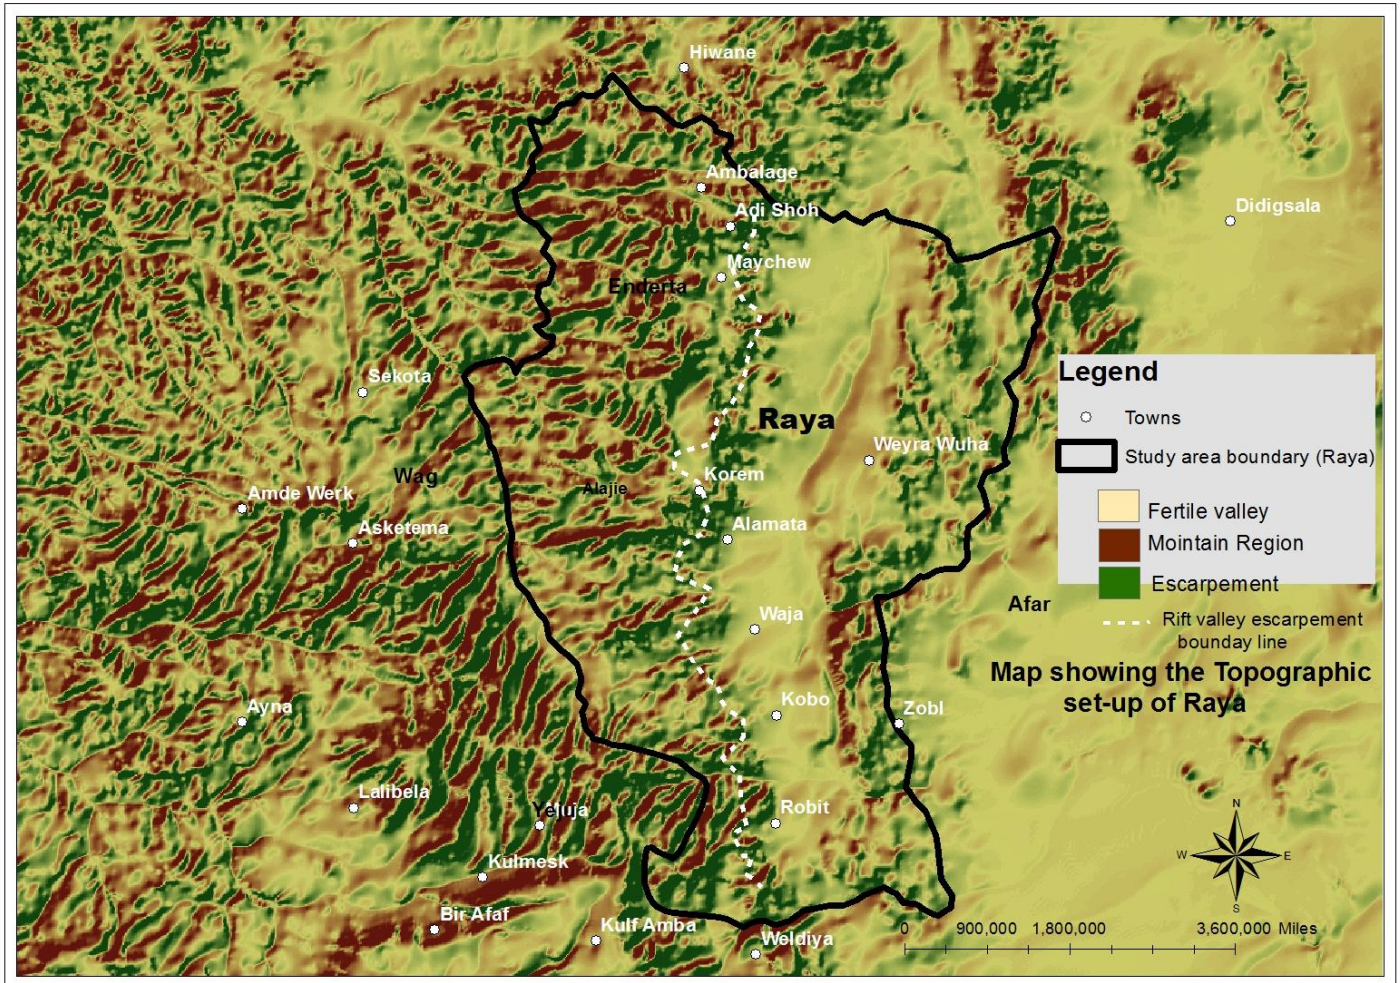 Hiwane
Ambalage
Didigsala
Adi Shoh
Maychew
Enderta
Legend
Towns
Study area boundary (Raya)
Fertile valley
Mointain Region
Escarpement
Rift valley escarpement
bounday line
Sekota
Raya
Weyra Wuha
Wag
Korem
Alajie
Amde Werk
Asketema
Alamata
Afar
Waja
Map showing the Topographic
set-up of Raya
Kobo
Zobl
Ayna
Lalibela
Robit
Kulmesk
Bir Afaf
Kulf Amba
Weldiya
N
W
E
S
0 900,000 1,800,000 3,600,000 Miles